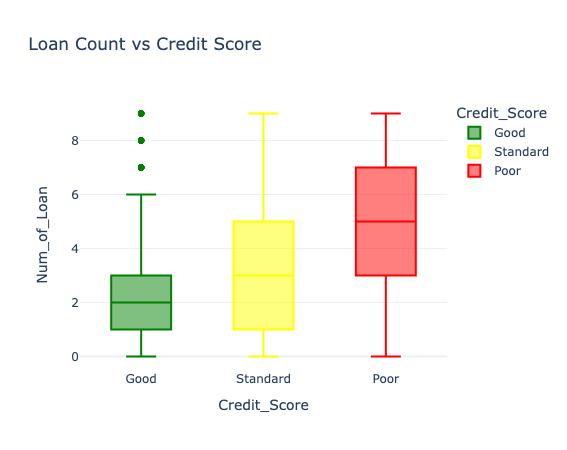 Loan Count vs Credit Score
Credit_Score
Good
Standard
Poor
Num_of_Loan
8
6
4
2
0
Good Standard Poor
Credit_Score